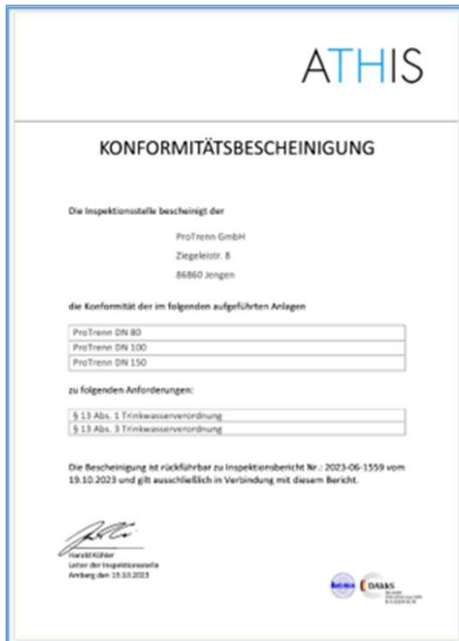 ATHIS
KONFORMITÄTSBESCHEINIGUNG
Die Inspektionsstelle bescheinigt der
ProTrenn GmbH
Ziegeleistr. 8
86860 Jengen
die Konformität der im folgenden aufgeführten Anlagen
ProTrenn DN 80
ProTrenn DN 100
ProTrenn DN 150
zu folgenden Anforderungen:
§ 13 Abs. 1 Trinkwasserverordnung
§ 13 Abs. 3 Trinkwasserverordnung
Die Bescheinigung ist rückführbar zu Inspektionsbericht Nr.: 2023-06-1559 vom
19.10.2023 und gilt ausschließlich in Verbindung mit diesem Bericht.
Harald Köhler
Leiter der Inspektionsstelle
Amberg den 19.10.2023
DAkkS